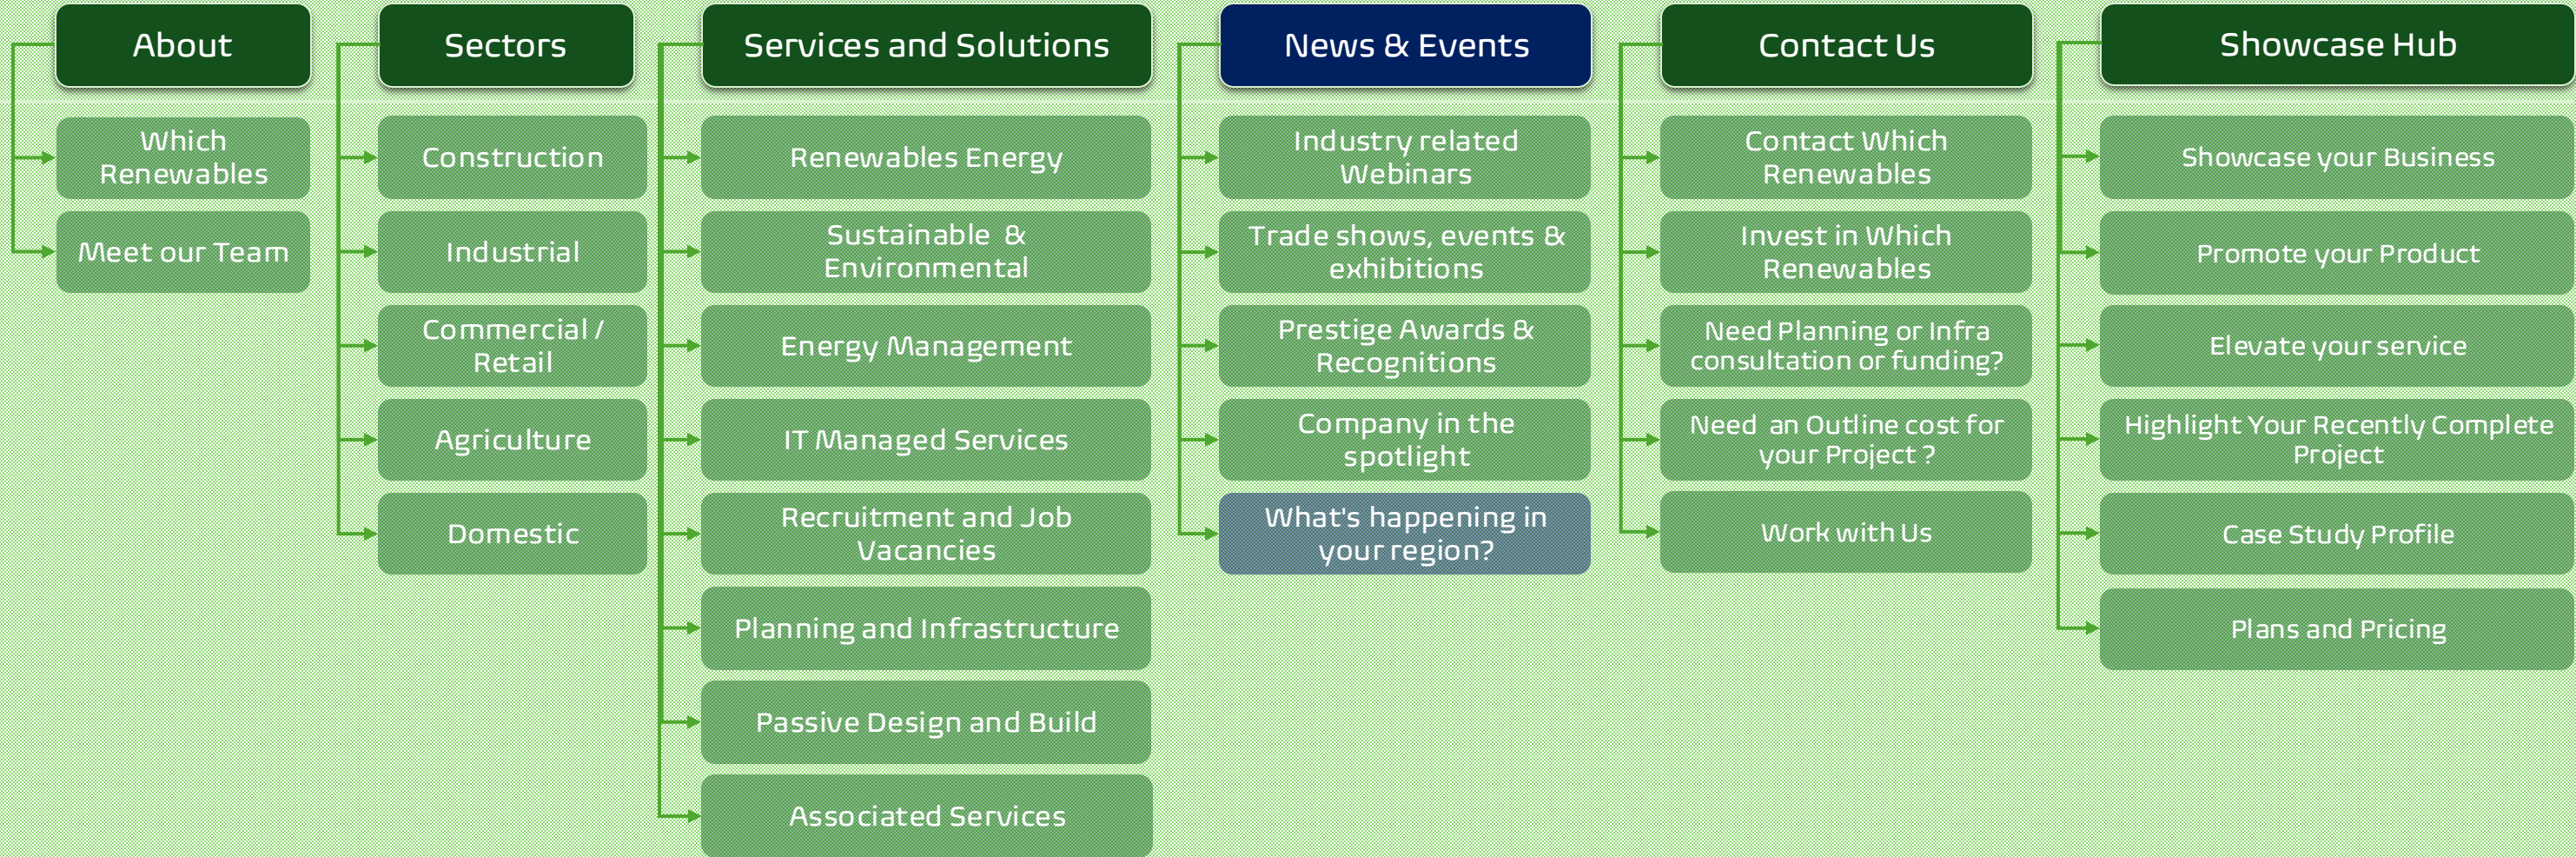 About
Which
Renewables
Meet our Team
Sectors
Construction
Industrial
Commercial /
Retail
Agriculture
Domestic
Services and Solutions
Renewables Energy
Sustainable &
Environmental
Energy Management
IT Managed Services
Recruitment and Job
Vacancies
Planning and Infrastructure
Passive Design and Build
Associated Services
News & Events
Industry related
Webinars
Trade shows, events &
exhibitions
Prestige Awards &
Recognitions
Company in the
spotlight
What's happening in
your region?
Contact Us
Contact Which
Renewables
Invest in Which
Renewables
Need Planning or Infra
consultation or funding?
Need an Outline cost for
your Project ?
Work with Us
Showcase Hub
Showcase your Business
Promote your Product
Elevate your service
Highlight Your Recently Complete
Project
Case Study Profile
Plans and Pricing